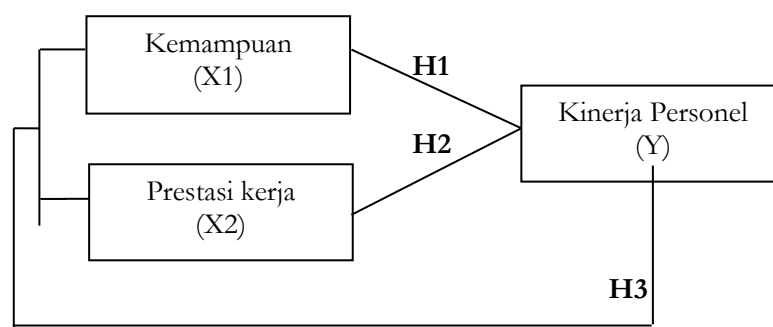 Kemampuan
(X1)
H1
Kinerja Personel
(Y)
H2
Prestasi kerja
(X2)
H3